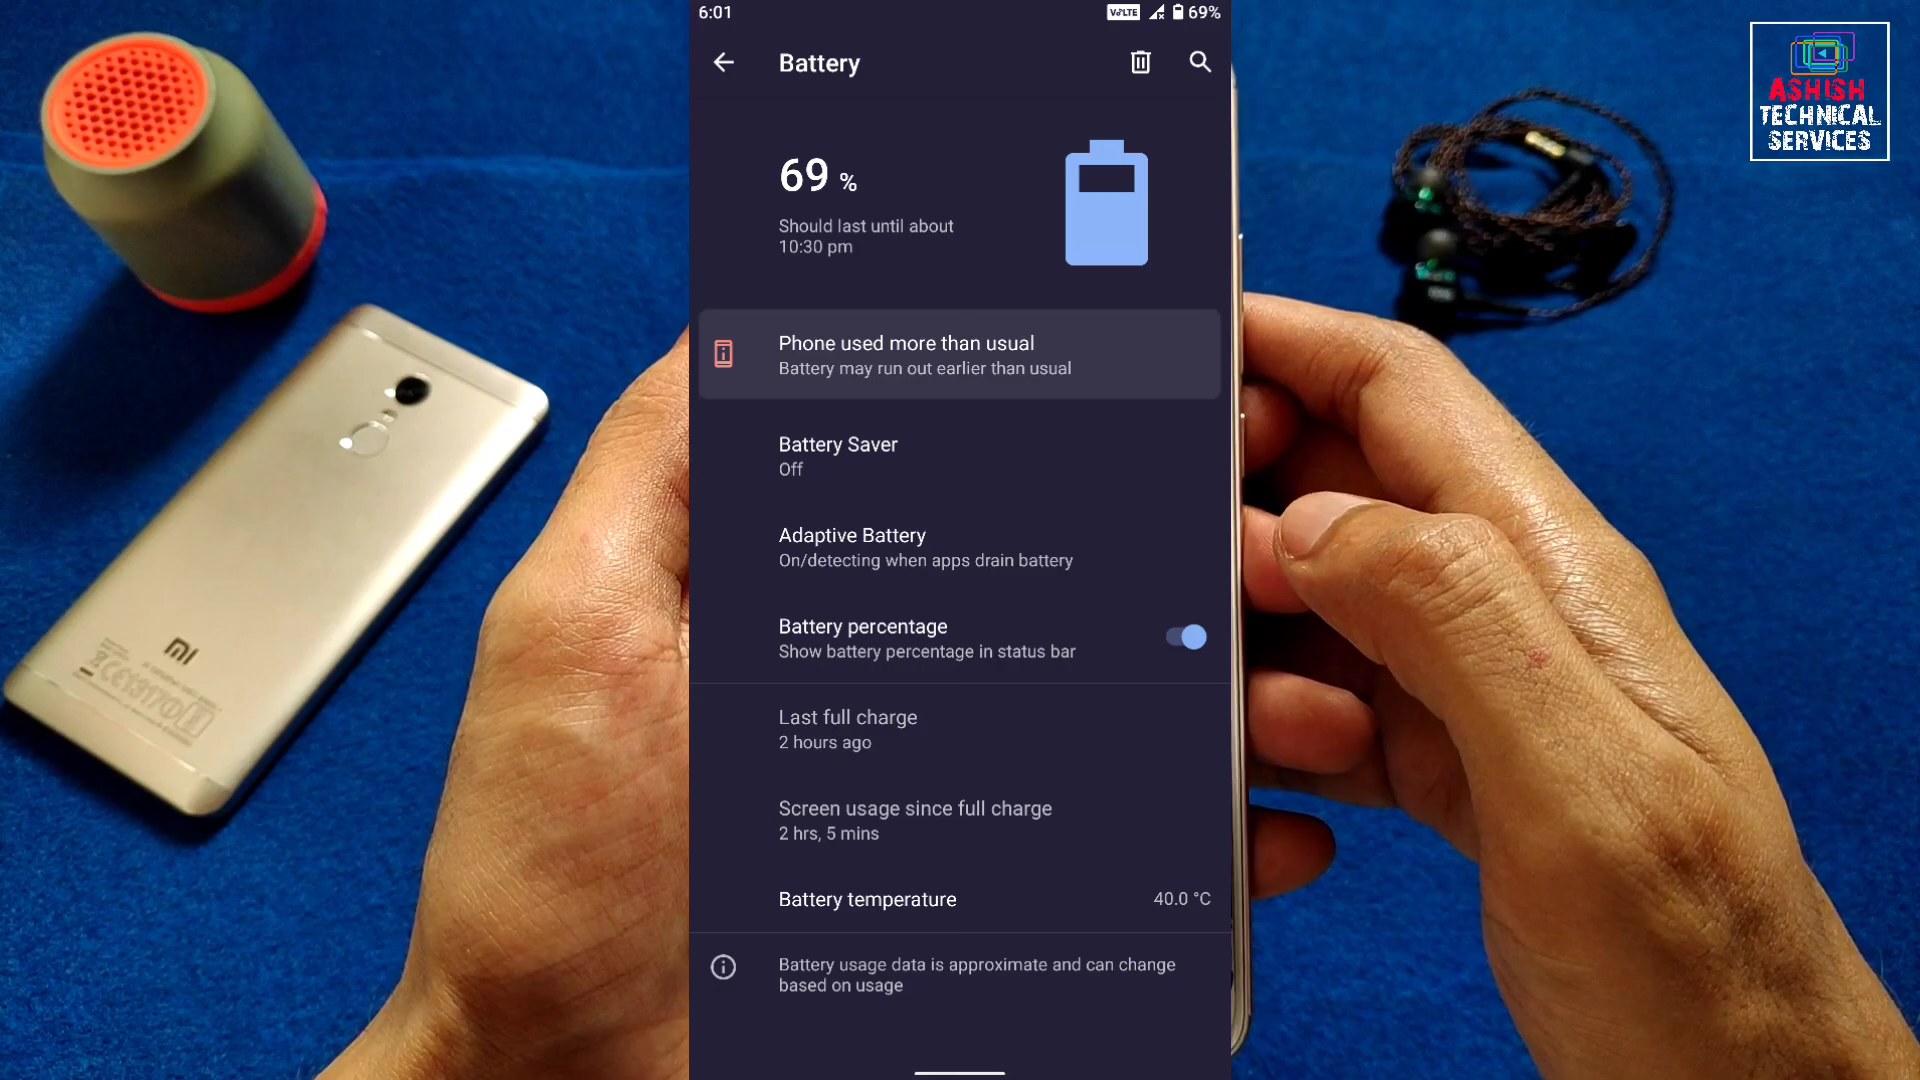 6:01
VoLTE
69%
Battery
69 %
Should last until about
10:30 pm
Phone used more than usual
Battery may run out earlier than usual
Battery Saver
Off
Adaptive Battery
On/detecting when apps drain battery
Battery percentage
Show battery percentage in status bar
Last full charge
2 hours ago
Screen usage since full charge
2 hrs, 5 mins
Battery temperature
40.0 °C
Battery usage data is approximate and can change
based on usage
ASHISH
TECHNICAL
SERVICES
MI